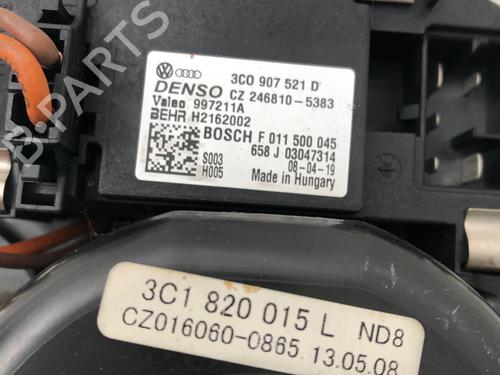 3C0 907 521 D
DENSO CZ 246810-5383
Valeo 997211A
BEHR H2162002
BOSCH F 011 500 045
658 J 03047314
S003 08-04-19
H005 Made in Hungary
3C1 820 015 L ND8
CZ016060-0865 13.05.08
B-PARTS